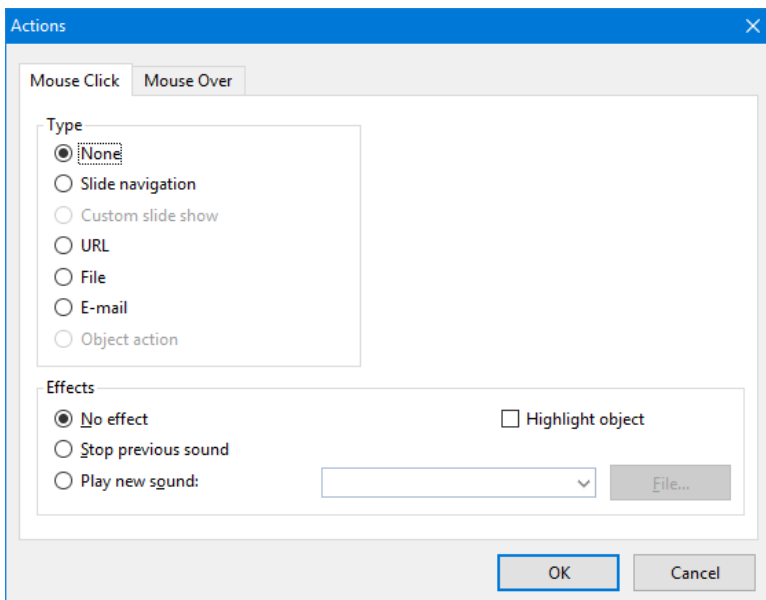 Actions
Mouse Click Mouse Over
Type
None
Slide navigation
Custom slide show
URL
File
E-mail
Object action
Effects
No effect Highlight object
Stop previous sound
Play new sound: File...
OK Cancel